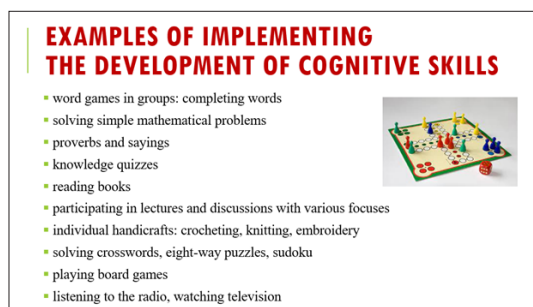 EXAMPLES OF IMPLEMENTING
THE DEVELOPMENT OF COGNITIVE SKILLS
▪ word games in groups: completing words
▪ solving simple mathematical problems
▪ proverbs and sayings
▪ knowledge quizzes
▪ reading books
▪ participating in lectures and discussions with various focuses
▪ individual handicrafts: crocheting, knitting, embroidery
▪ solving crosswords, eight-way puzzles, sudoku
▪ playing board games
▪ listening to the radio, watching television